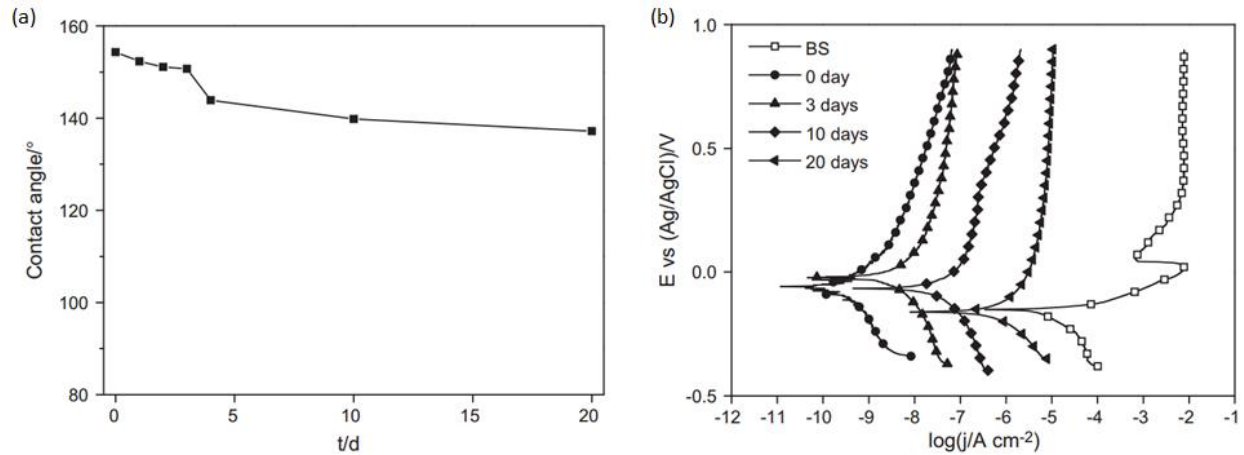 (a)
160
140
120
100
80
Contact angle/°
0
5
10
15
20
t/d
(b)
1.0
0.5
0.0
-0.5
E vs (Ag/AgCl)/V
BS
0 day
3 days
10 days
20 days
-12 -11 -10 -9 -8 -7 -6 -5 -4 -3 -2 -1
log(j/A cm-2)